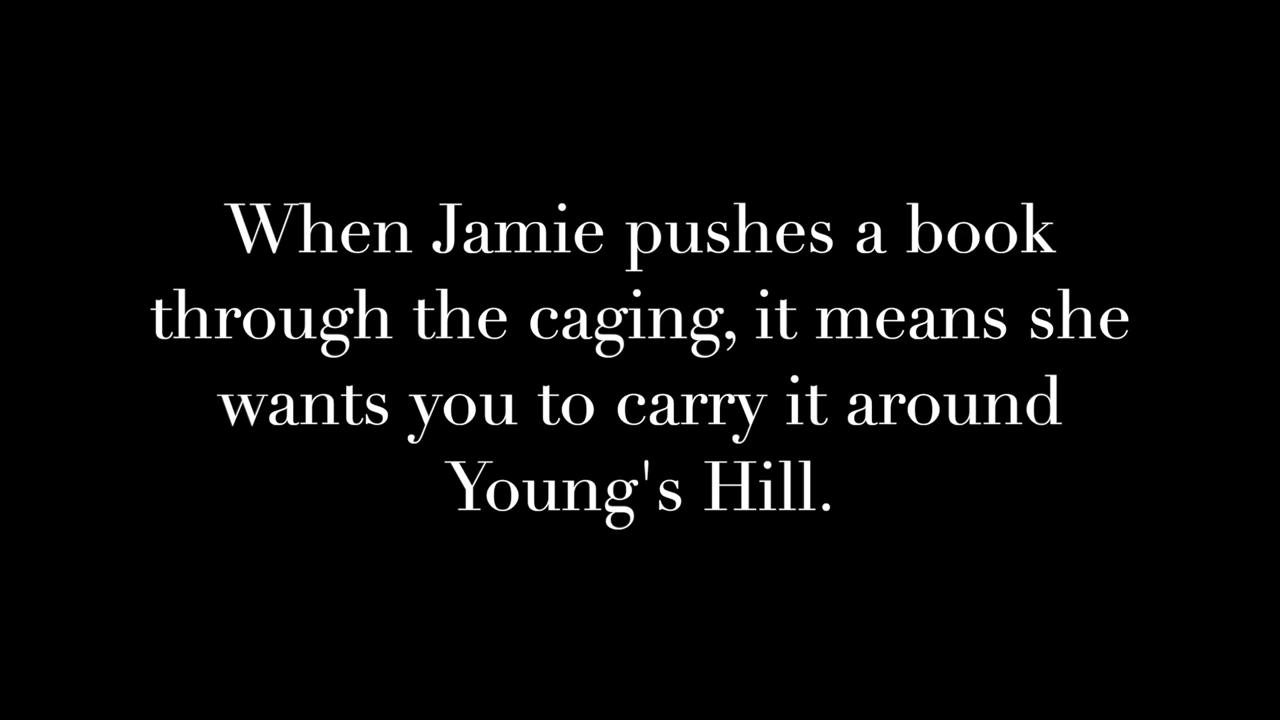 When Jamie pushes a book
through the caging, it means she
wants you to carry it around
Young's Hill.